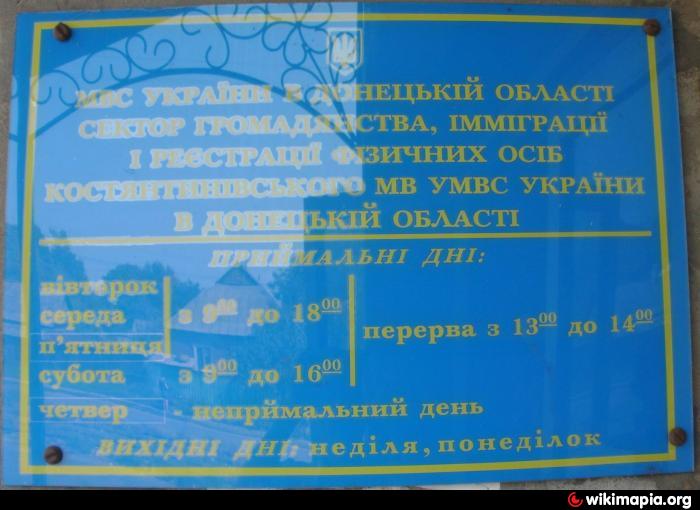 МВС УКРАЇНИ В ДОНЕЦЬКІЙ ОБЛАСТІ
СЕКТОР ГРОМАДЯНСТВА, ІММІГРАЦІЇ
І РЕЄСТРАЦІЇ ФІЗИЧНИХ ОСІБ
КОСТЯНТИНІВСЬКОГО МВ УМВС УКРАЇНИ
В ДОНЕЦЬКІЙ ОБЛАСТІ
ПРИЙМАЛЬНІ ДНІ:
вівторок
середа з 900 до 1800
п'ятниця
перерва з 1300 до 1400
субота з 900 до 1600
четвер - непрймальний день
ВИХІДНІ ДНІ: неділя, понеділок
wikimapia.org